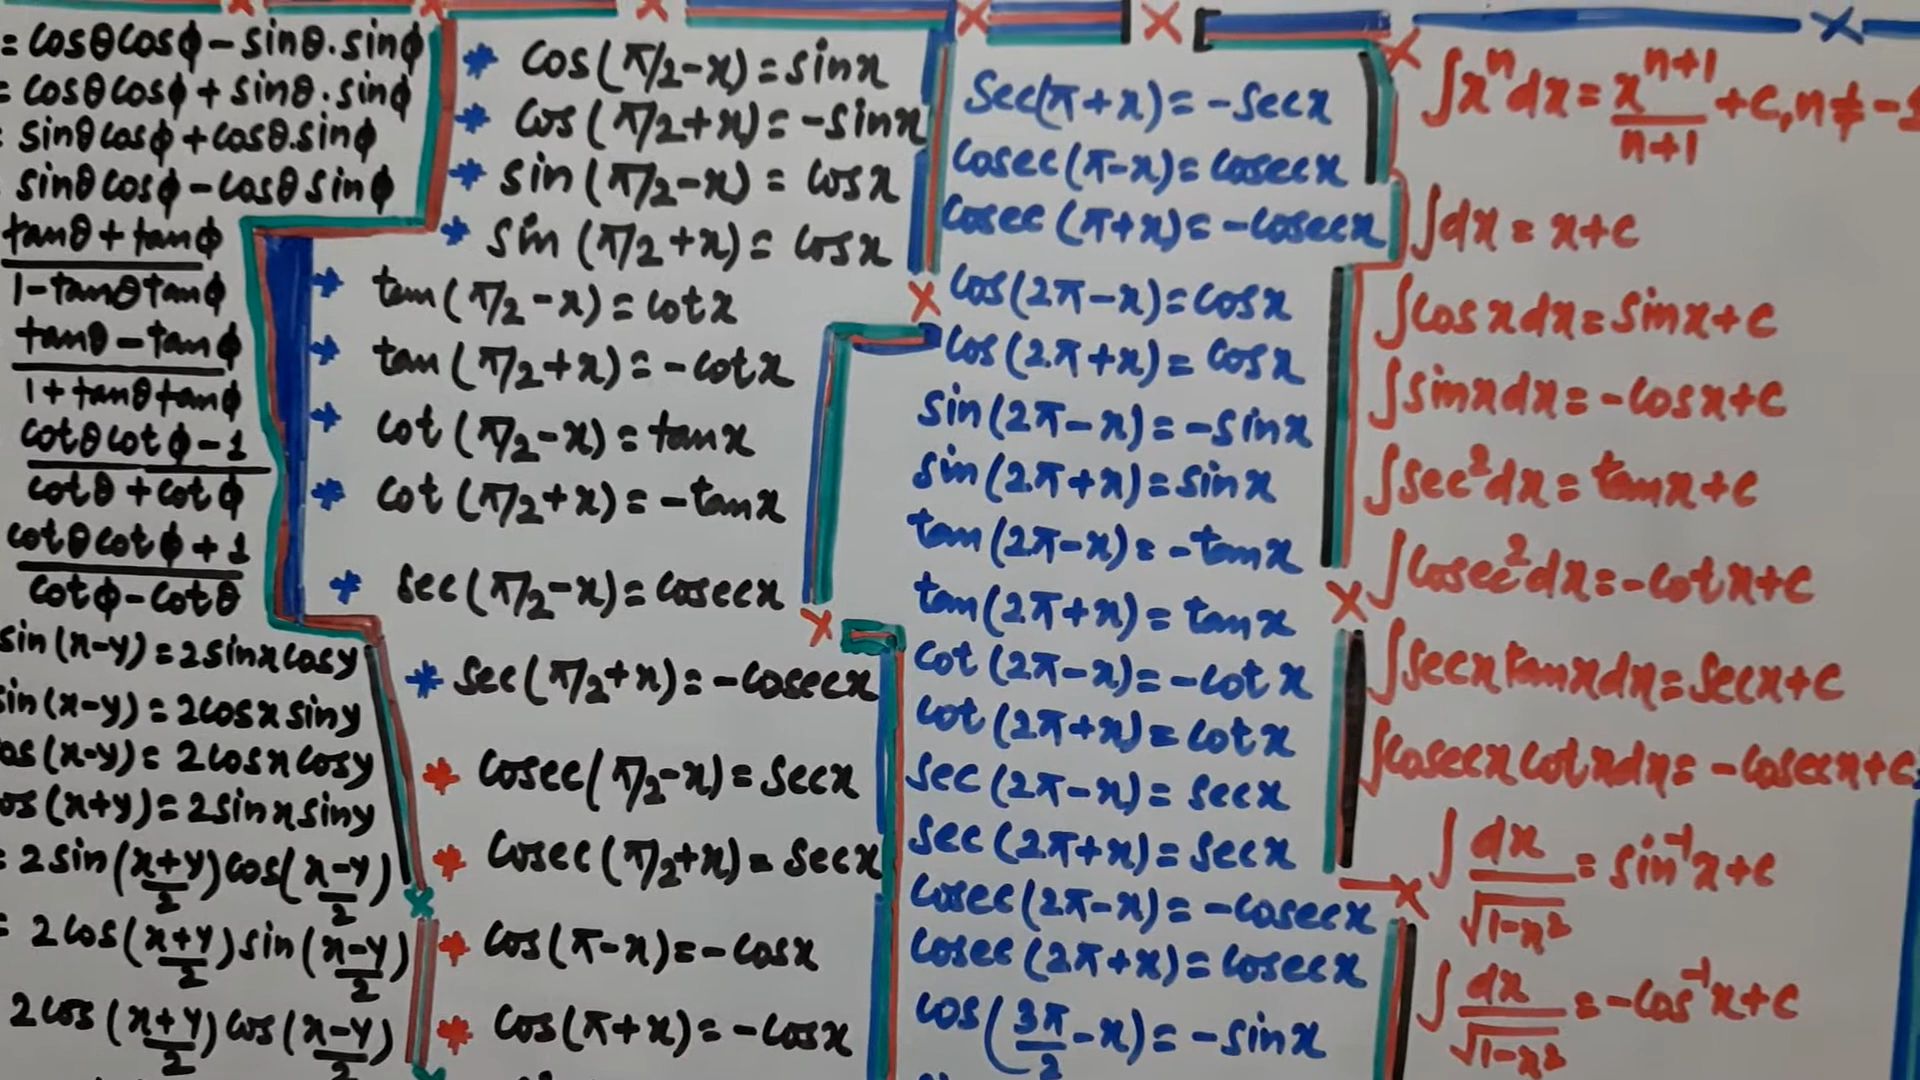 = cosθcosϕ - sinθ.sinϕ
= cosθcosϕ + sinθ.sinϕ
= sinθcosϕ + cosθ.sinϕ
sinθcosϕ - cosθsinϕ
tanθ + tanϕ
1 - tanθtanϕ
tanθ - tanϕ
1 + tanθtanϕ
cotθcotϕ - 1
cotθ + cotϕ
cotθcotϕ + 1
cotϕ - cotθ
sin(x-y) = 2sinxcosy
sin(x-y) = 2cosxsiny
cos(x-y) = 2cosxcosy
cos(x+y) = 2sinxsiny
= 2sin(x+y/2)cos(x-y/2)
= 2cos(x+y/2)sin(x-y/2)
2cos(x+y/2)cos(x-y/2)
* cos(π/2-x) = sinx
* cos(π/2+x) = -sinx
* sin(π/2-x) = cosx
* sin(π/2+x) = cosx
* tan(π/2-x) = cotx
* tan(π/2+x) = -cotx
* cot(π/2-x) = tanx
* cot(π/2+x) = -tanx
* sec(π/2-x) = cosecx
* sec(π/2+x) = -cosecx
* cosec(π/2-x) = secx
* cosec(π/2+x) = secx
* cos(π-x) = -cosx
* cos(π+x) = -cosx
sec(π+x) = -secx
cosec(π-x) = cosecx
cosec(π+x) = -cosecx
cos(2π-x) = cosx
cos(2π+x) = cosx
sin(2π-x) = -sinx
sin(2π+x) = sinx
tan(2π-x) = -tanx
tan(2π+x) = tanx
cot(2π-x) = -cotx
cot(2π+x) = cotx
sec(2π-x) = secx
sec(2π+x) = secx
cosec(2π-x) = -cosecx
cosec(2π+x) = cosecx
cos(3π/2-x) = -sinx
∫xⁿdx = xⁿ⁺¹/n+1 + c, n ≠ -1
∫dx = x+c
∫cosxdx = sinx+c
∫sinxdx = -cosx+c
∫sec²dx = tanx+c
∫cosec²dx = -cotx+c
∫secxtanxdx = secx+c
∫cosecxcotxdx = -cosecx+c
∫dx/√1-x² = sin⁻¹x+c
∫dx/√1-x² = -cos⁻¹x+c